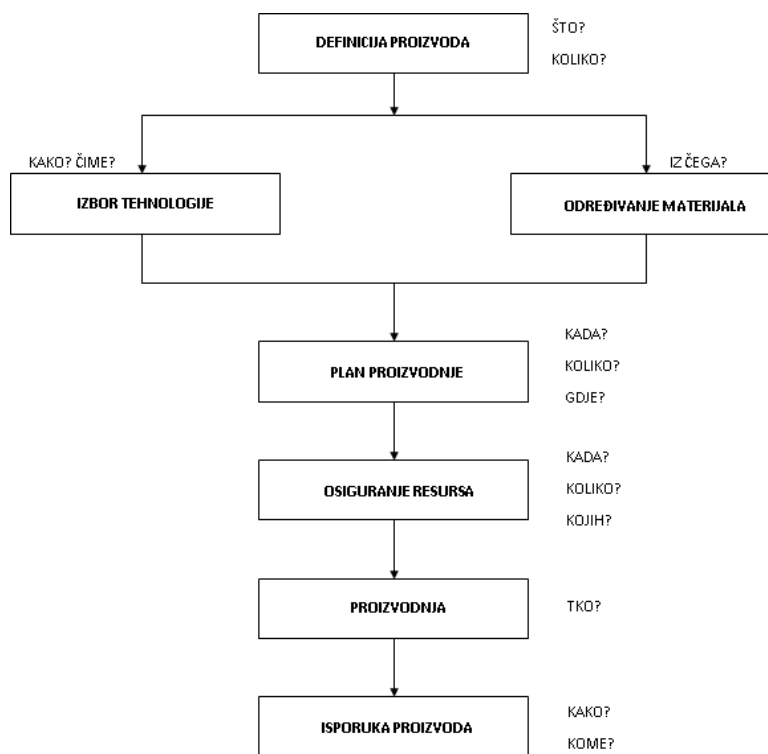 DEFINICIJA PROIZVODA
ŠTO?
KOLIKO?
KAKO? ČIME?
IZ ČEGA?
IZBOR TEHNOLOGIJE
ODREĐIVANJE MATERIJALA
PLAN PROIZVODNJE
KADA?
KOLIKO?
GDJE?
OSIGURANJE RESURSA
KADA?
KOLIKO?
KOJIH?
PROIZVODNJA
TKO?
ISPORUKA PROIZVODA
KAKO?
KOME?